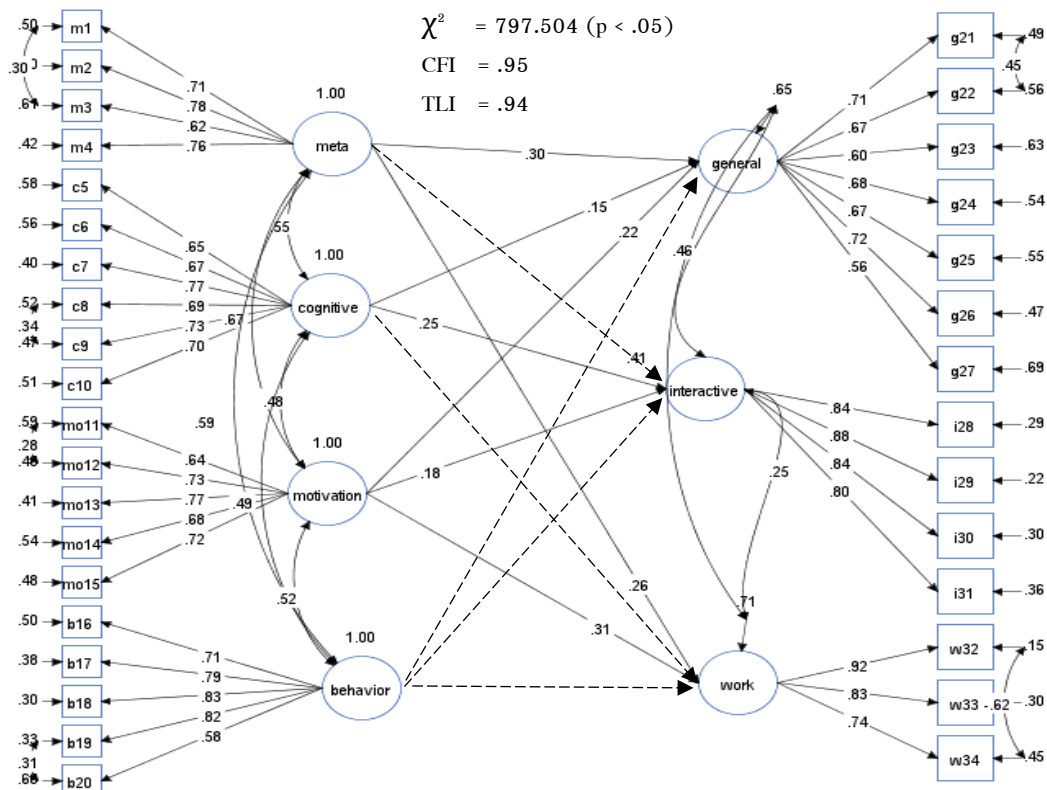 χ² = 797.504 (p < .05)
CFI = .95
TLI = .94
.50 m1
.30
m2
.61 m3
.42 m4
.58 c5
.56 c6
.40 c7
.52 c8
.34
c9
.51 c10
.59 mo11
.28
mo12
.41 mo13
.54 mo14
.48 mo15
.50 b16
.38 b17
.30 b18
.33 b19
.31
b20
.71
.78
.62
.76
.65
.67
.77
.69
.73
.70
.64
.73
.77
.68
.72
.71
.79
.83
.82
.58
1.00
meta
1.00
cognitive
1.00
motivation
1.00
behavior
.55
.67
.48
.59
.49
.52
.30
.15
.22
.25
.41
.18
.26
.31
.65
general
.46
interactive
.25
.71
work
.71
.67
.60
.68
.67
.72
.56
.84
.88
.84
.80
.92
.83
.74
g21 .49
.45
g22 .56
g23 .63
g24 .54
g25 .55
g26 .47
g27 .69
i28 .29
i29 .22
i30 .30
i31 .36
w32 .15
w33 -.62 .30
w34 .45